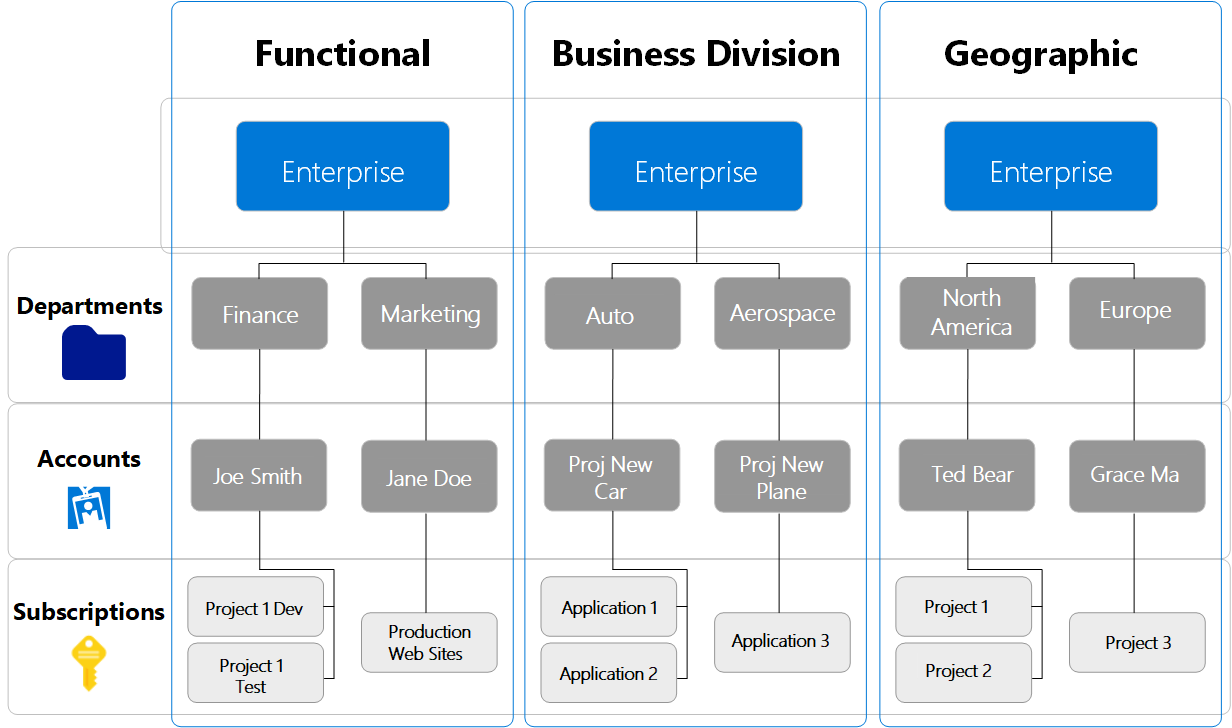 Functional
Business Division
Geographic
Enterprise
Enterprise
Enterprise
Departments
Finance
Marketing
Auto
Aerospace
North
America
Europe
Accounts
Joe Smith
Jane Doe
Proj New
Car
Proj New
Plane
Ted Bear
Grace Ma
Subscriptions
Project 1 Dev
Project 1
Test
Production
Web Sites
Application 1
Application 2
Application 3
Project 1
Project 2
Project 3